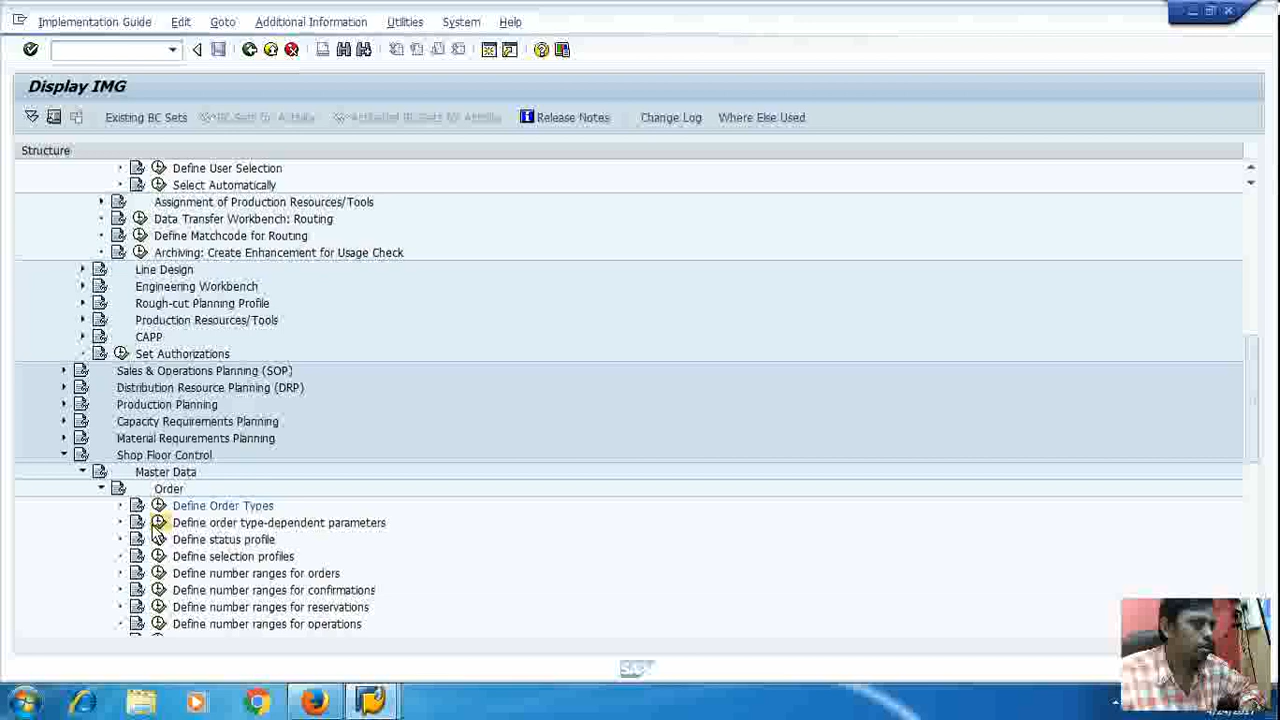 Implementation Guide Edit Goto Additional Information Utilities System Help
Display IMG
Existing BC Sets Release Notes Change Log Where Else Used
Structure
Define User Selection
Select Automatically
Assignment of Production Resources/Tools
Data Transfer Workbench: Routing
Define Matchcode for Routing
Archiving: Create Enhancement for Usage Check
Line Design
Engineering Workbench
Rough-cut Planning Profile
Production Resources/Tools
CAPP
Set Authorizations
Sales & Operations Planning (SOP)
Distribution Resource Planning (DRP)
Production Planning
Capacity Requirements Planning
Material Requirements Planning
Shop Floor Control
Master Data
Order
Define Order Types
Define order type-dependent parameters
Define status profile
Define selection profiles
Define number ranges for orders
Define number ranges for confirmations
Define number ranges for reservations
Define number ranges for operations
SAP